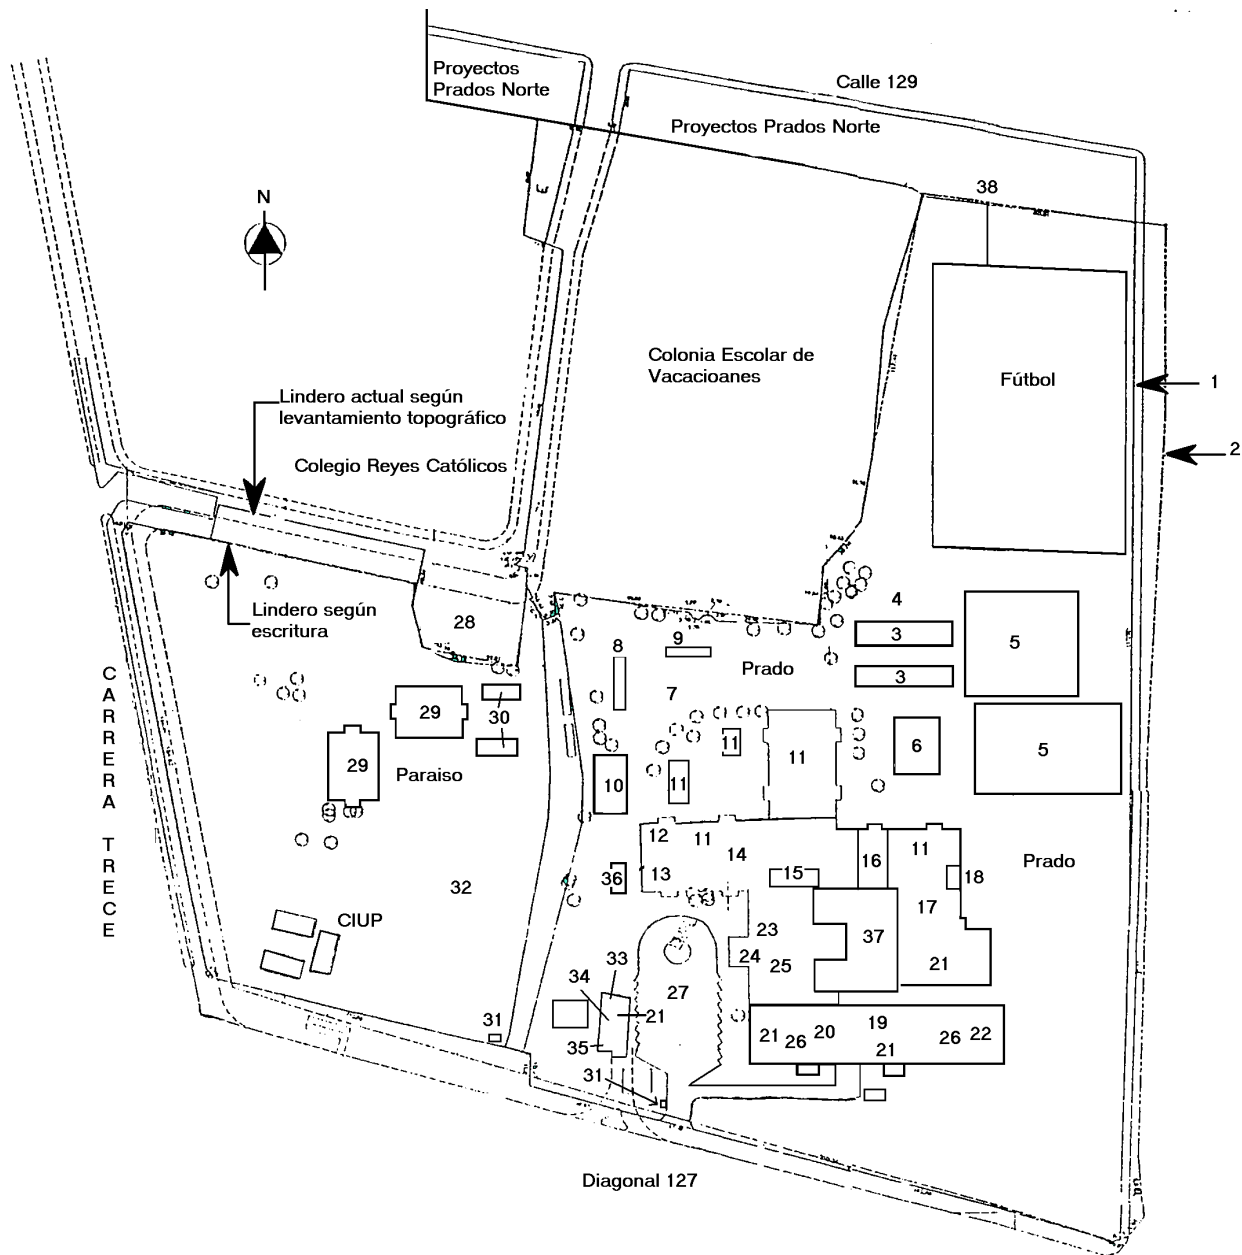 Proyectos
Prados Norte
Calle 129
Proyectos Prados Norte
38
N
Colonia Escolar de
Vacacioanes
Fútbol
1
Lindero actual según
levantamiento topográfico
2
Colegio Reyes Católicos
Lindero según
escritura
28
4
3
5
8
9
Prado
3
7
CARRERA TRECE
29
30
29
Paraiso
11
11
6
5
10
11
12
11
14
16
11
Prado
36
13
15
18
32
17
CIUP
23
37
24
25
21
33
34
27
21
31
35
19
20
21
26
26
22
21
31
Diagonal 127